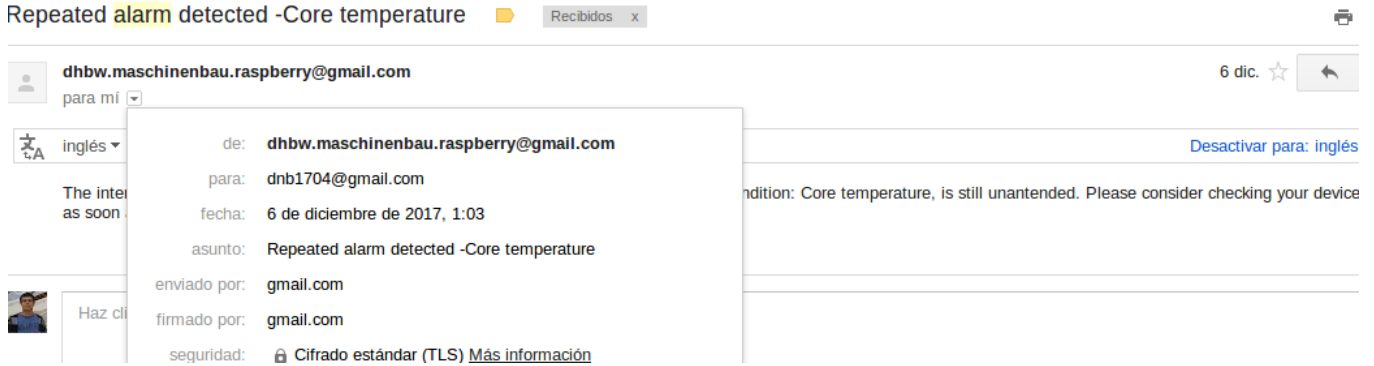 Repeated alarm detected -Core temperature Recibidos x
dhbw.maschinenbau.raspberry@gmail.com 6 dic.
para mí
de: dhbw.maschinenbau.raspberry@gmail.com
inglés Desactivar para: inglés
para: dnb1704@gmail.com
The inter ndition: Core temperature, is still unantended. Please consider checking your device
as soon
fecha: 6 de diciembre de 2017, 1:03
asunto: Repeated alarm detected -Core temperature
enviado por: gmail.com
Haz cli
firmado por: gmail.com
seguridad: Cifrado estándar (TLS) Más información